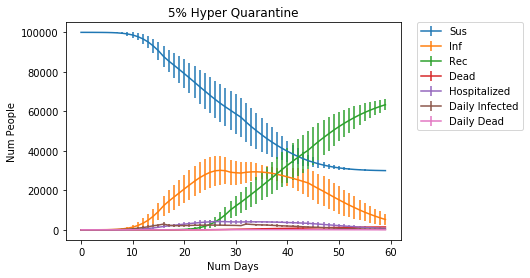 5% Hyper Quarantine
100000
80000
60000
40000
20000
0
Num People
0 10 20 30 40 50 60
Num Days
Sus
Inf
Rec
Dead
Hospitalized
Daily Infected
Daily Dead